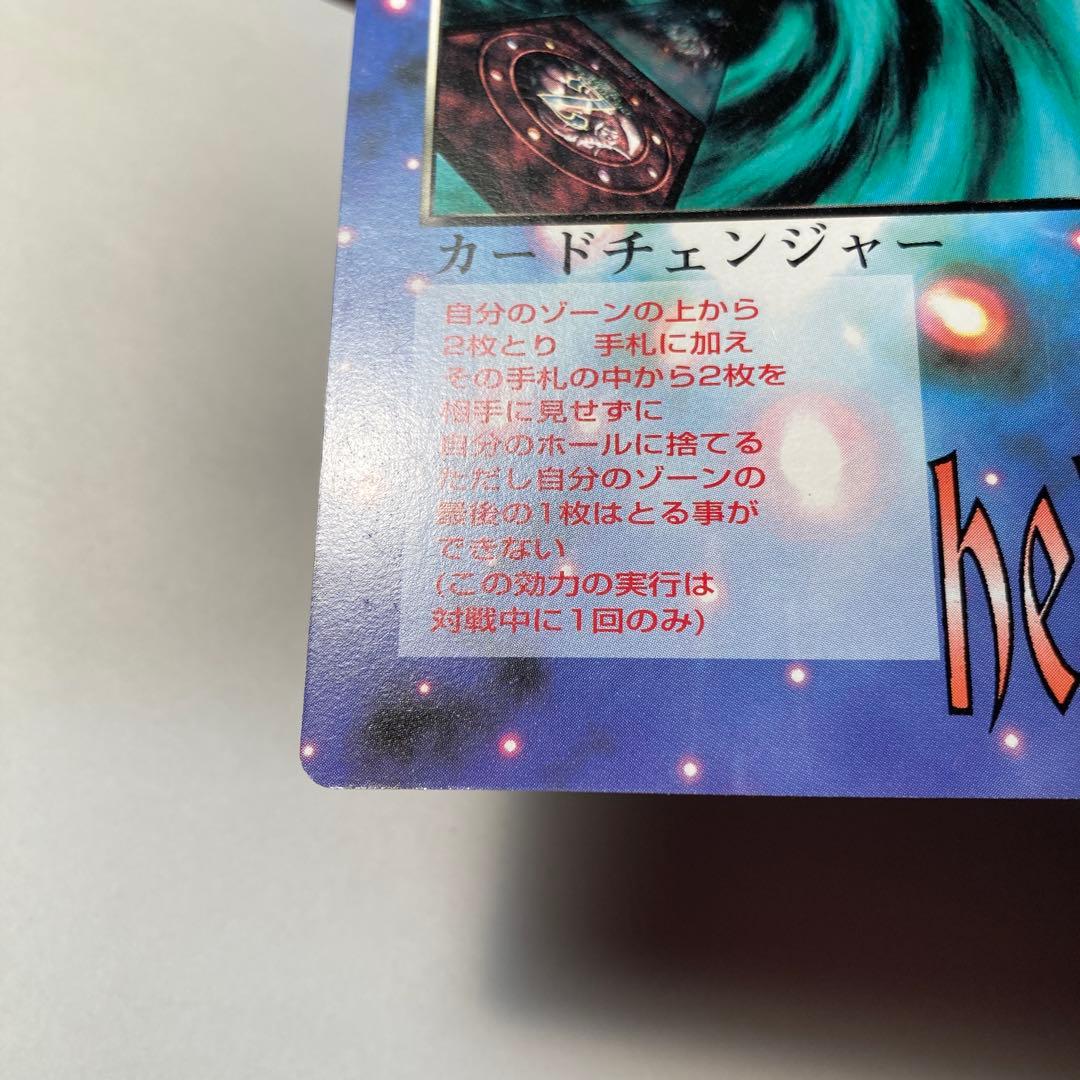 カードチェンジャー
自分のゾーンの上から
2枚とり　手札に加え
その手札の中から2枚を
相手に見せずに
自分のホールに捨てる
ただし自分のゾーンの
最後の1枚はとる事が
できない
(この効力の実行は
対戦中に1回のみ)
he